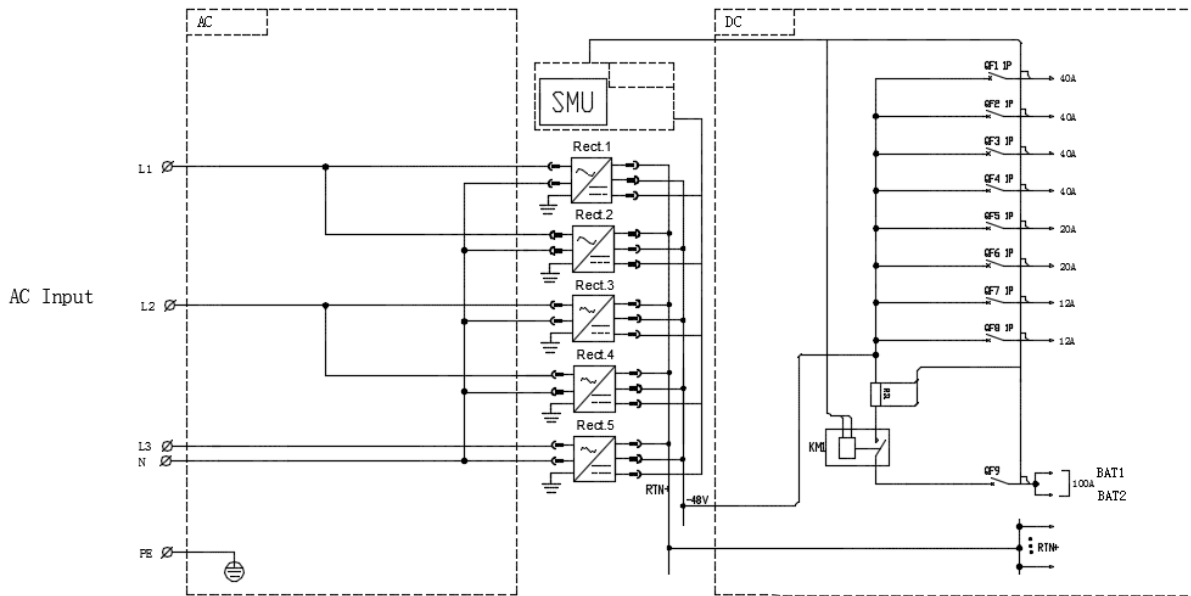 AC
DC
SMU
QF1 1P
40A
QF2 1P
40A
QF3 1P
40A
QF4 1P
40A
QF5 1P
20A
QF6 1P
20A
QF7 1P
12A
QF8 1P
12A
L1
Rect.1
Rect.2
AC Input
L2
Rect.3
Rect.4
L3
N
Rect.5
KM1
QF9
100A
BAT1
BAT2
RTN+
-48V
PE
RTN+